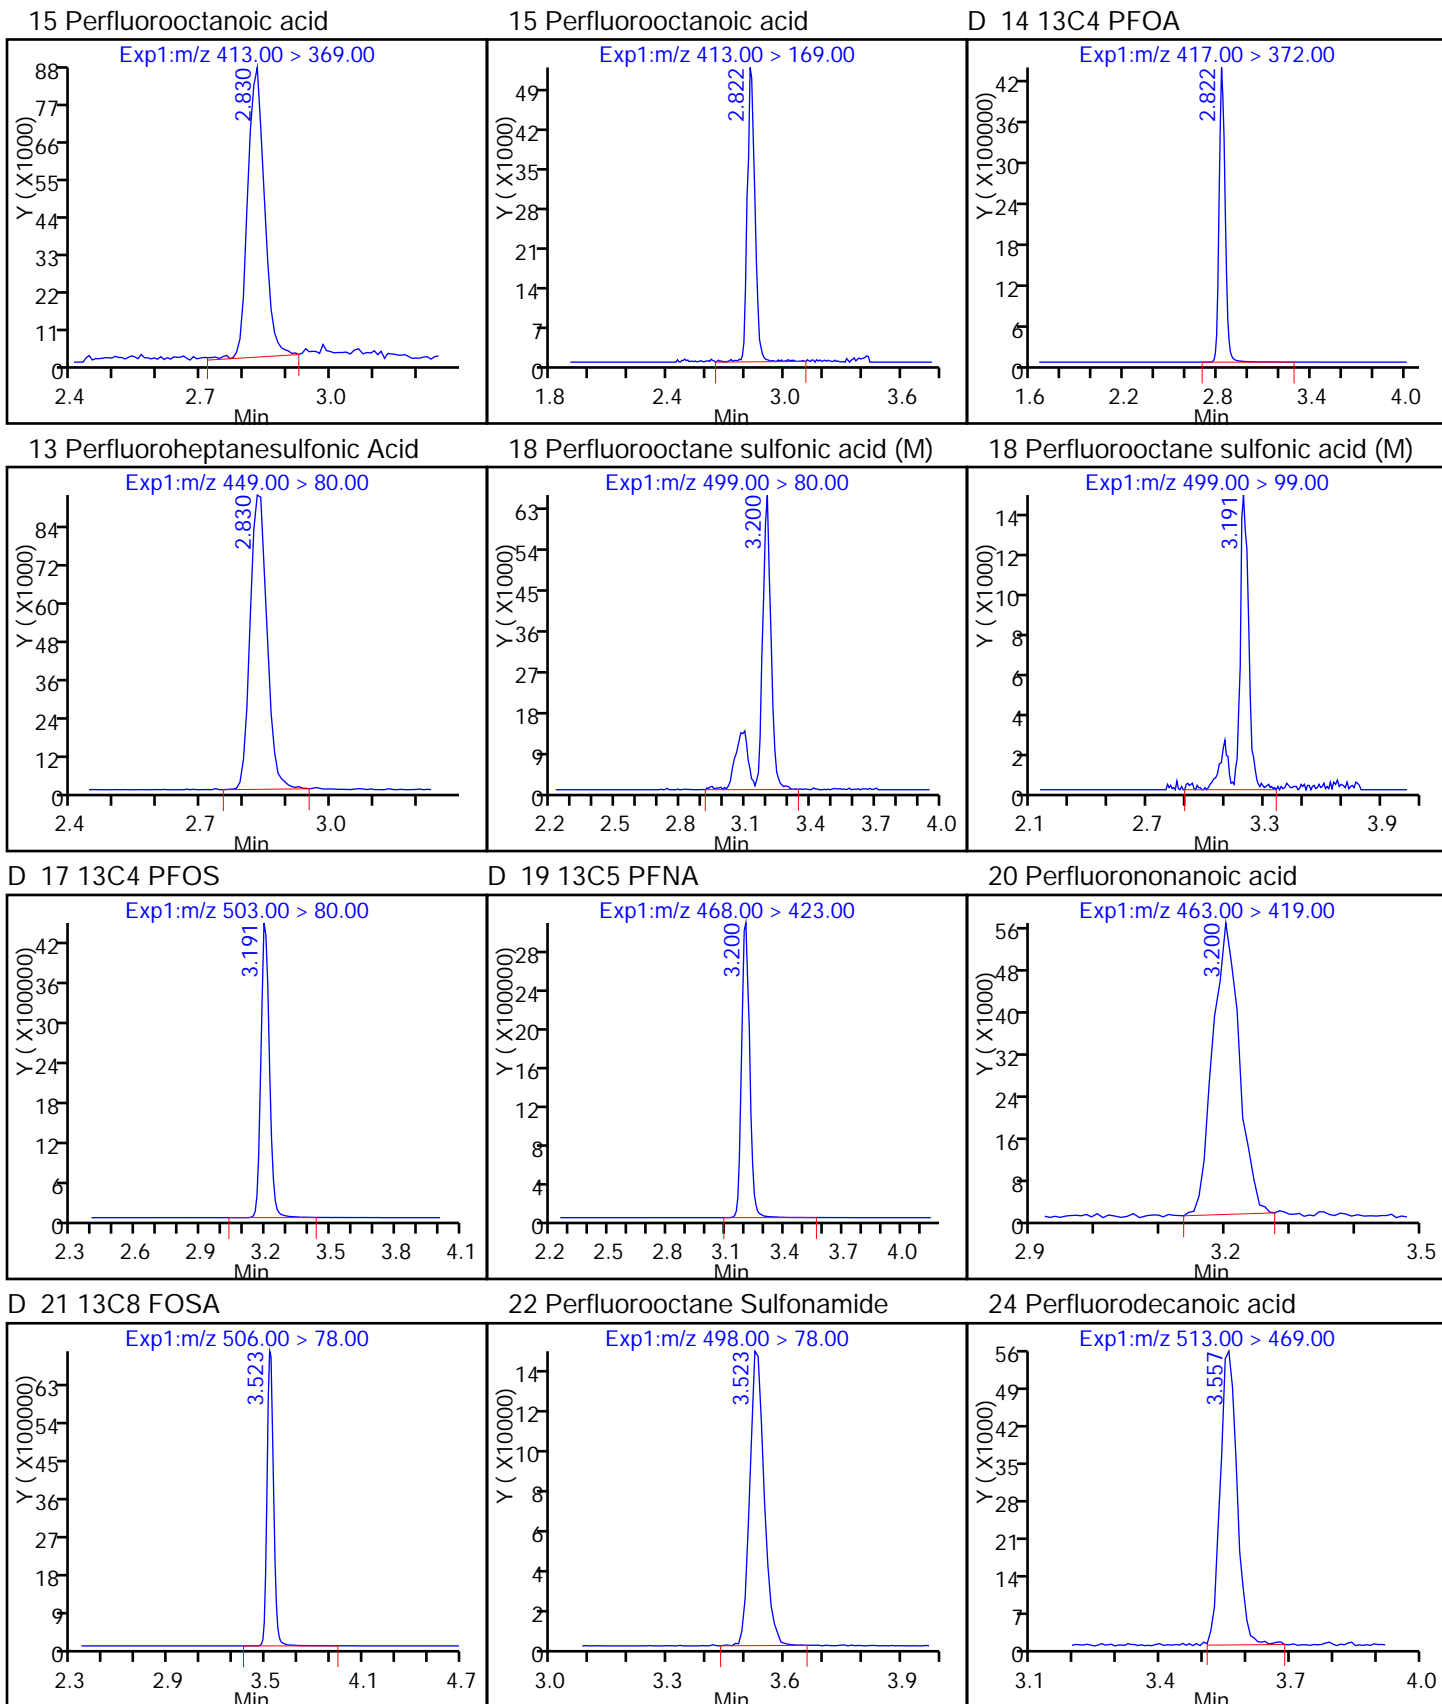 15 Perfluorooctanoic acid
Exp1:m/z 413.00 > 369.00
Y ( X1000)
88
77
66
55
44
33
22
11
0
2.830
2.4 2.7 3.0
Min
15 Perfluorooctanoic acid
Exp1:m/z 413.00 > 169.00
Y ( X1000)
49
42
35
28
21
14
7
0
2.822
1.8 2.4 3.0 3.6
Min
D 14 13C4 PFOA
Exp1:m/z 417.00 > 372.00
Y ( X100000)
42
36
30
24
18
12
6
0
2.822
1.6 2.2 2.8 3.4 4.0
Min
13 Perfluoroheptanesulfonic Acid
Exp1:m/z 449.00 > 80.00
Y ( X1000)
84
72
60
48
36
24
12
0
2.830
2.4 2.7 3.0
Min
18 Perfluorooctane sulfonic acid (M)
Exp1:m/z 499.00 > 80.00
Y ( X1000)
63
54
45
36
27
18
9
0
3.200
2.2 2.5 2.8 3.1 3.4 3.7 4.0
Min
18 Perfluorooctane sulfonic acid (M)
Exp1:m/z 499.00 > 99.00
Y ( X1000)
14
12
10
8
6
4
2
0
3.191
2.1 2.7 3.3 3.9
Min
D 17 13C4 PFOS
Exp1:m/z 503.00 > 80.00
Y ( X100000)
42
36
30
24
18
12
6
0
3.191
2.3 2.6 2.9 3.2 3.5 3.8 4.1
Min
D 19 13C5 PFNA
Exp1:m/z 468.00 > 423.00
Y ( X100000)
28
24
20
16
12
8
4
0
3.200
2.2 2.5 2.8 3.1 3.4 3.7 4.0
Min
20 Perfluorononanoic acid
Exp1:m/z 463.00 > 419.00
Y ( X1000)
56
48
40
32
24
16
8
0
3.200
2.9 3.2 3.5
Min
D 21 13C8 FOSA
Exp1:m/z 506.00 > 78.00
Y ( X100000)
63
54
45
36
27
18
9
0
3.523
2.3 2.9 3.5 4.1 4.7
Min
22 Perfluorooctane Sulfonamide
Exp1:m/z 498.00 > 78.00
Y ( X10000)
14
12
10
8
6
4
2
0
3.523
3.0 3.3 3.6 3.9
Min
24 Perfluorodecanoic acid
Exp1:m/z 513.00 > 469.00
Y ( X1000)
56
49
42
35
28
21
14
7
0
3.557
3.1 3.4 3.7 4.0
Min